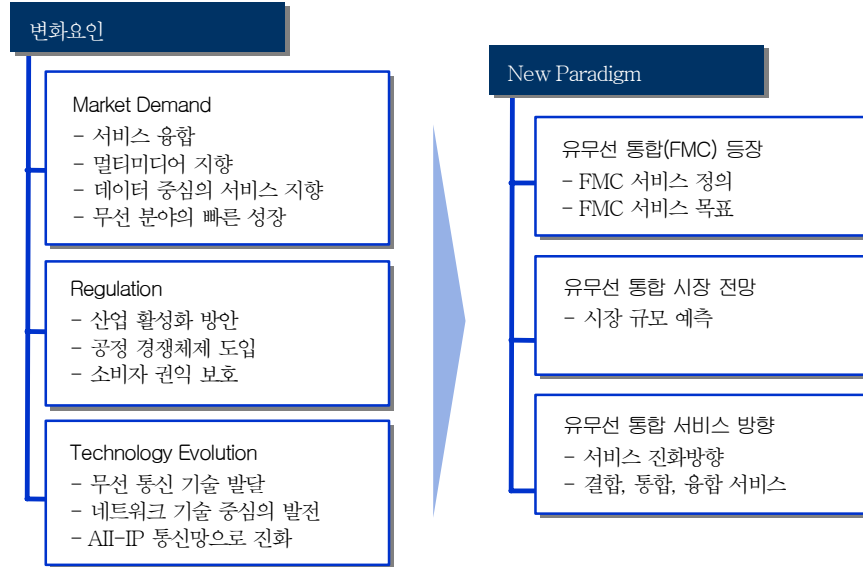 변화요인
Market Demand
- 서비스 융합
- 멀티미디어 지향
- 데이터 중심의 서비스 지향
- 무선 분야의 빠른 성장
Regulation
- 산업 활성화 방안
- 공정 경쟁체제 도입
- 소비자 권익 보호
Technology Evolution
- 무선 통신 기술 발달
- 네트워크 기술 중심의 발전
- All-IP 통신망으로 진화
New Paradigm
유무선 통합(FMC) 등장
- FMC 서비스 정의
- FMC 서비스 목표
유무선 통합 시장 전망
- 시장 규모 예측
유무선 통합 서비스 방향
- 서비스 진화방향
- 결합, 통합, 융합 서비스